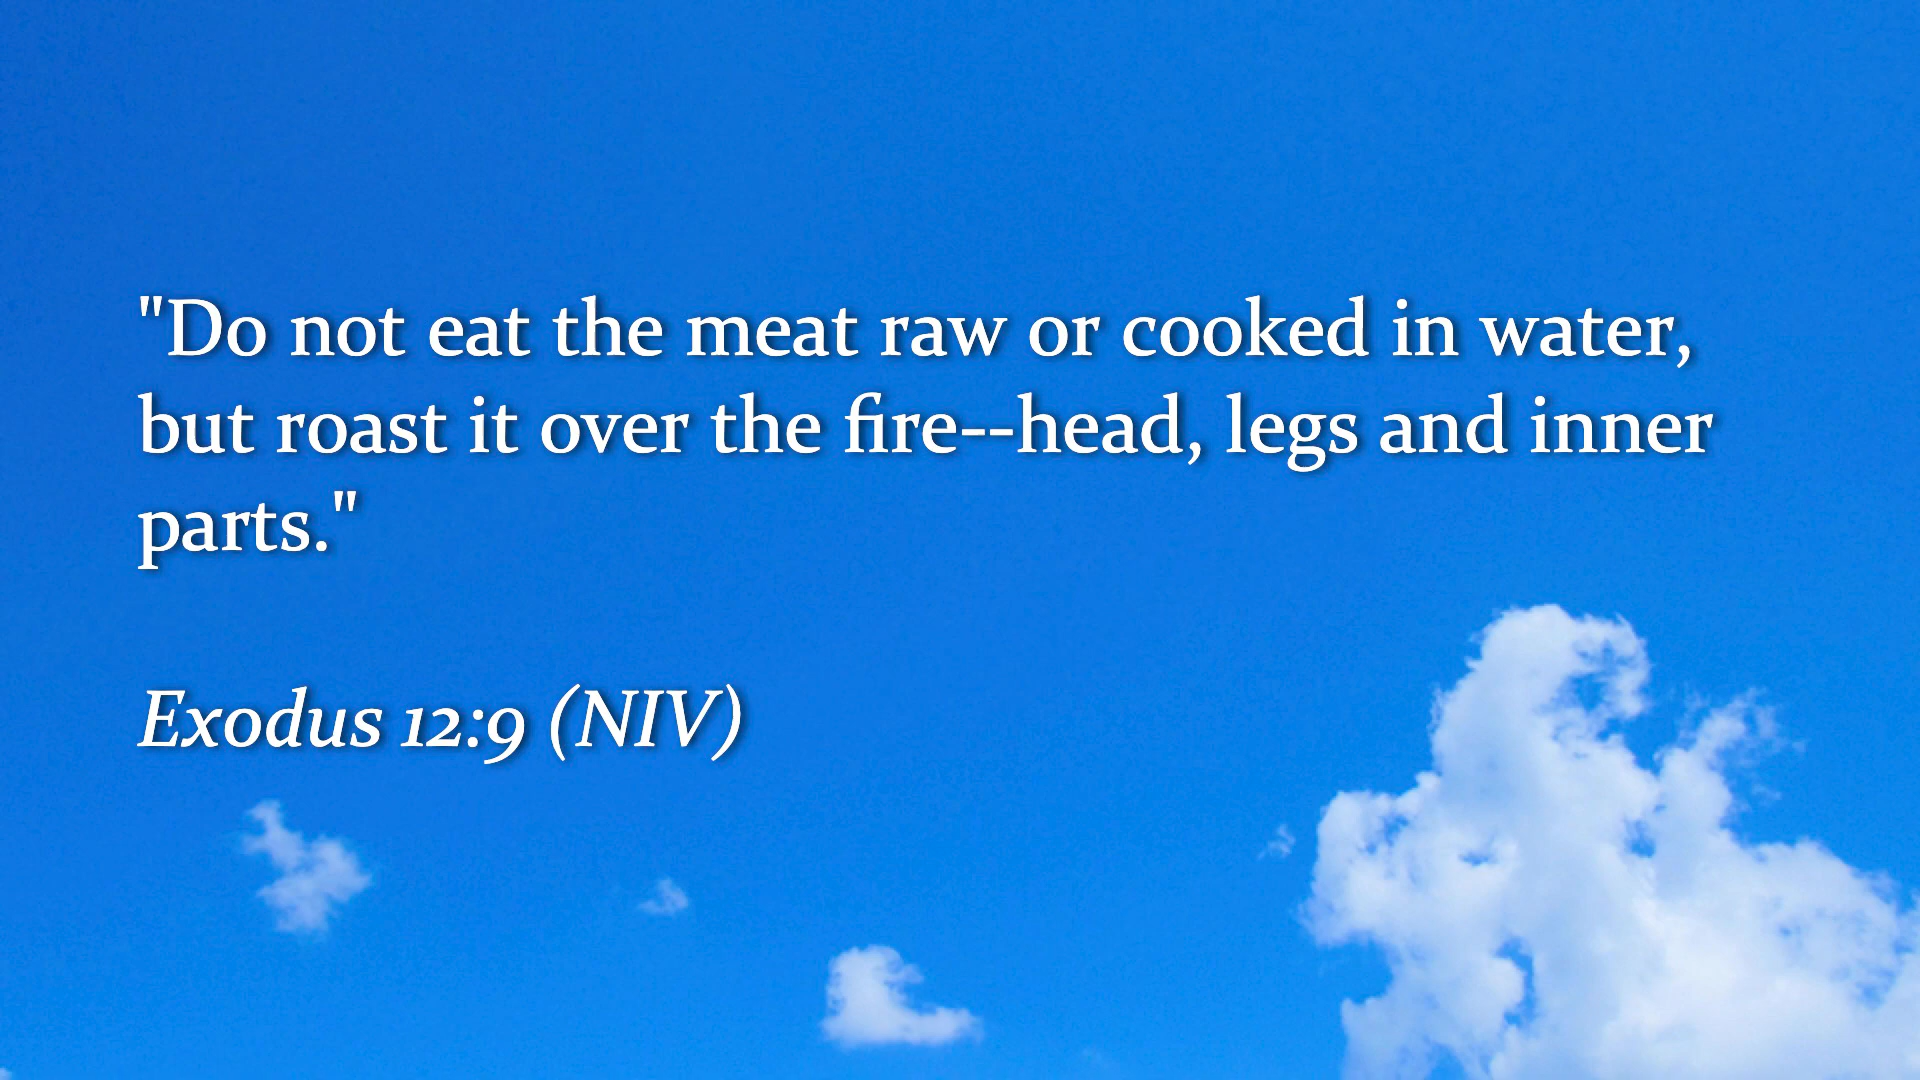 "Do not eat the meat raw or cooked in water,
but roast it over the fire--head, legs and inner
parts."
Exodus 12:9 (NIV)